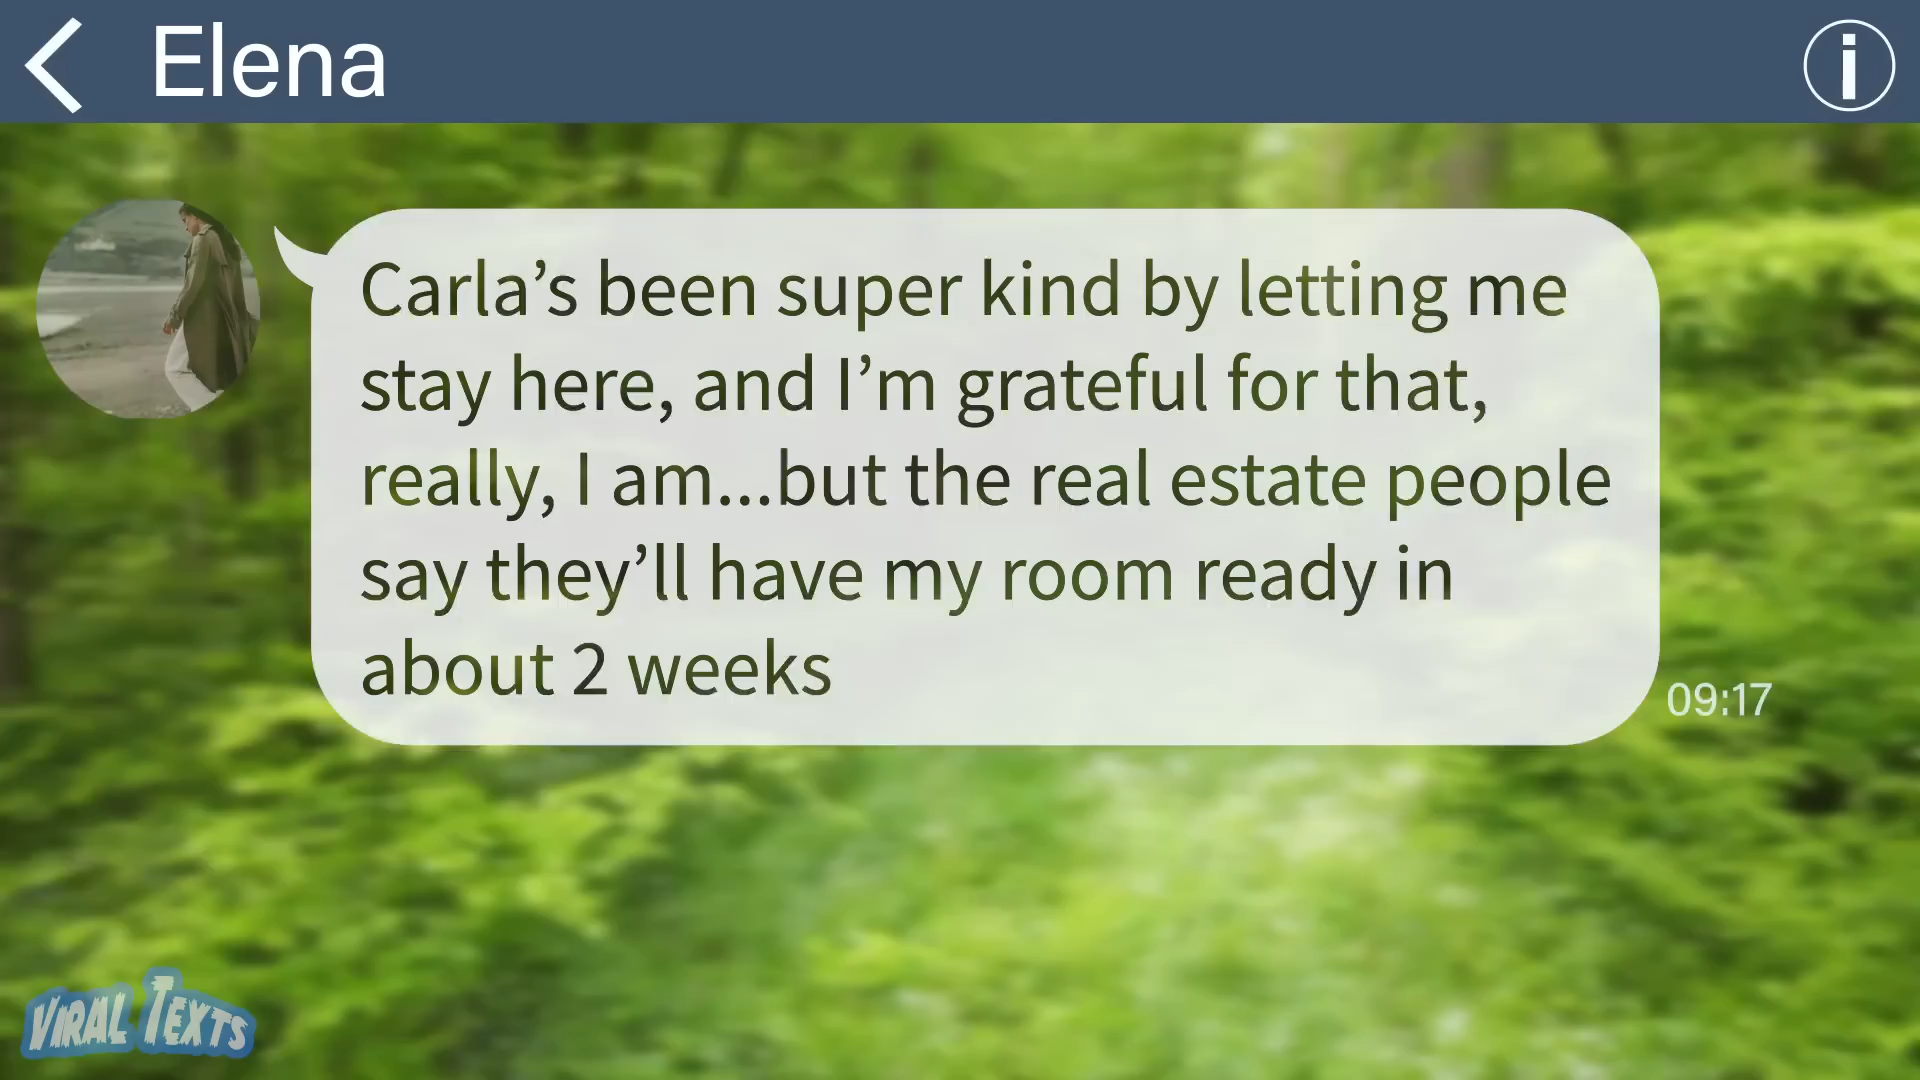 Elena
Carla’s been super kind by letting me
stay here, and I’m grateful for that,
really, I am...but the real estate people
say they’ll have my room ready in
about 2 weeks
09:17
VIRAL TEXTS